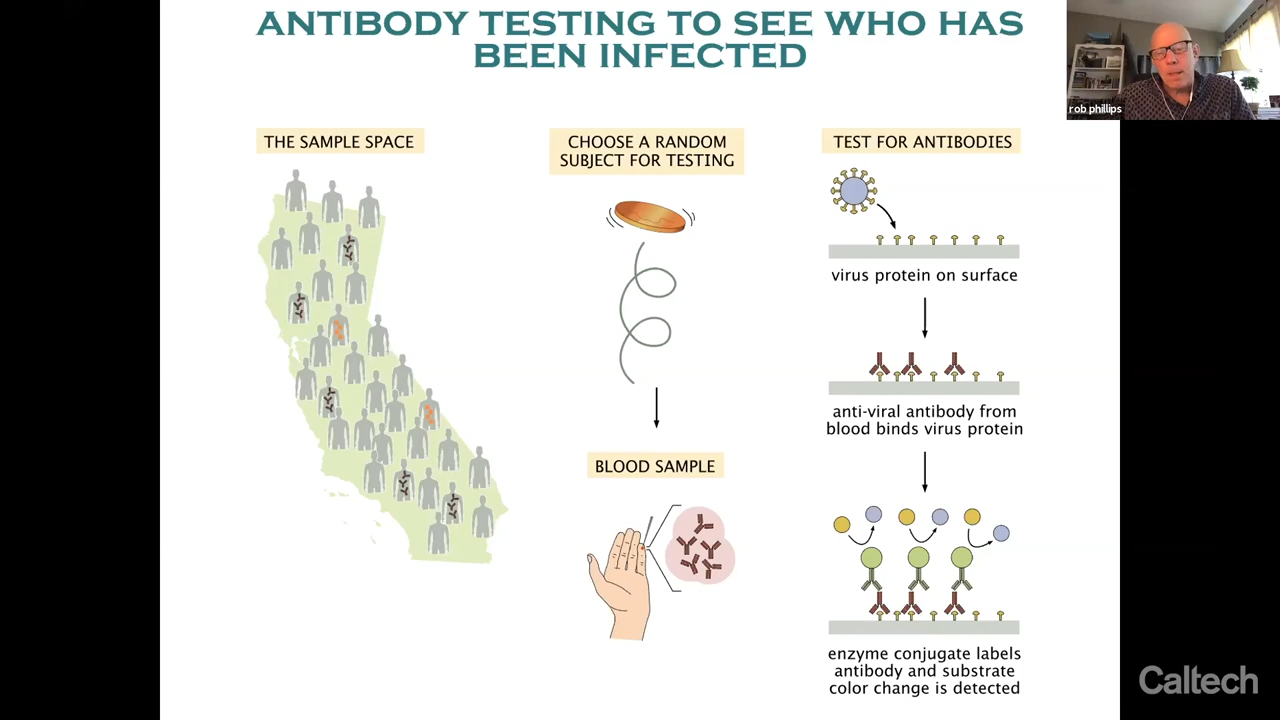 ANTIBODY TESTING TO SEE WHO HAS
BEEN INFECTED
rob phillips
THE SAMPLE SPACE
CHOOSE A RANDOM
SUBJECT FOR TESTING
BLOOD SAMPLE
TEST FOR ANTIBODIES
virus protein on surface
anti-viral antibody from
blood binds virus protein
enzyme conjugate labels
antibody and substrate
color change is detected
Caltech